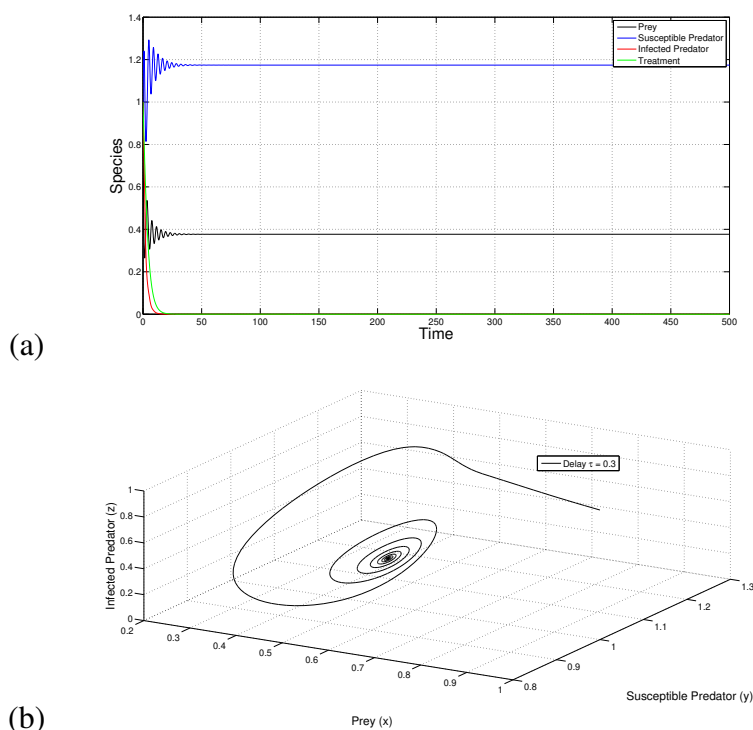 1.4
Prey
Susceptible Predator
Infected Predator
Treatment
1.2
1
0.8
Species
0.6
0.4
0.2
0
0 50 100 150 200 250 300 350 400 450 500
Time
(a)
Delay τ = 0.3
1
0.8
0.6
0.4
0.2
0
Infected Predator (z)
0.2 0.3 0.4 0.5 0.6 0.7 0.8 0.9 1
0.8 0.9 1 1.1 1.2 1.3
Susceptible Predator (y)
Prey (x)
(b)